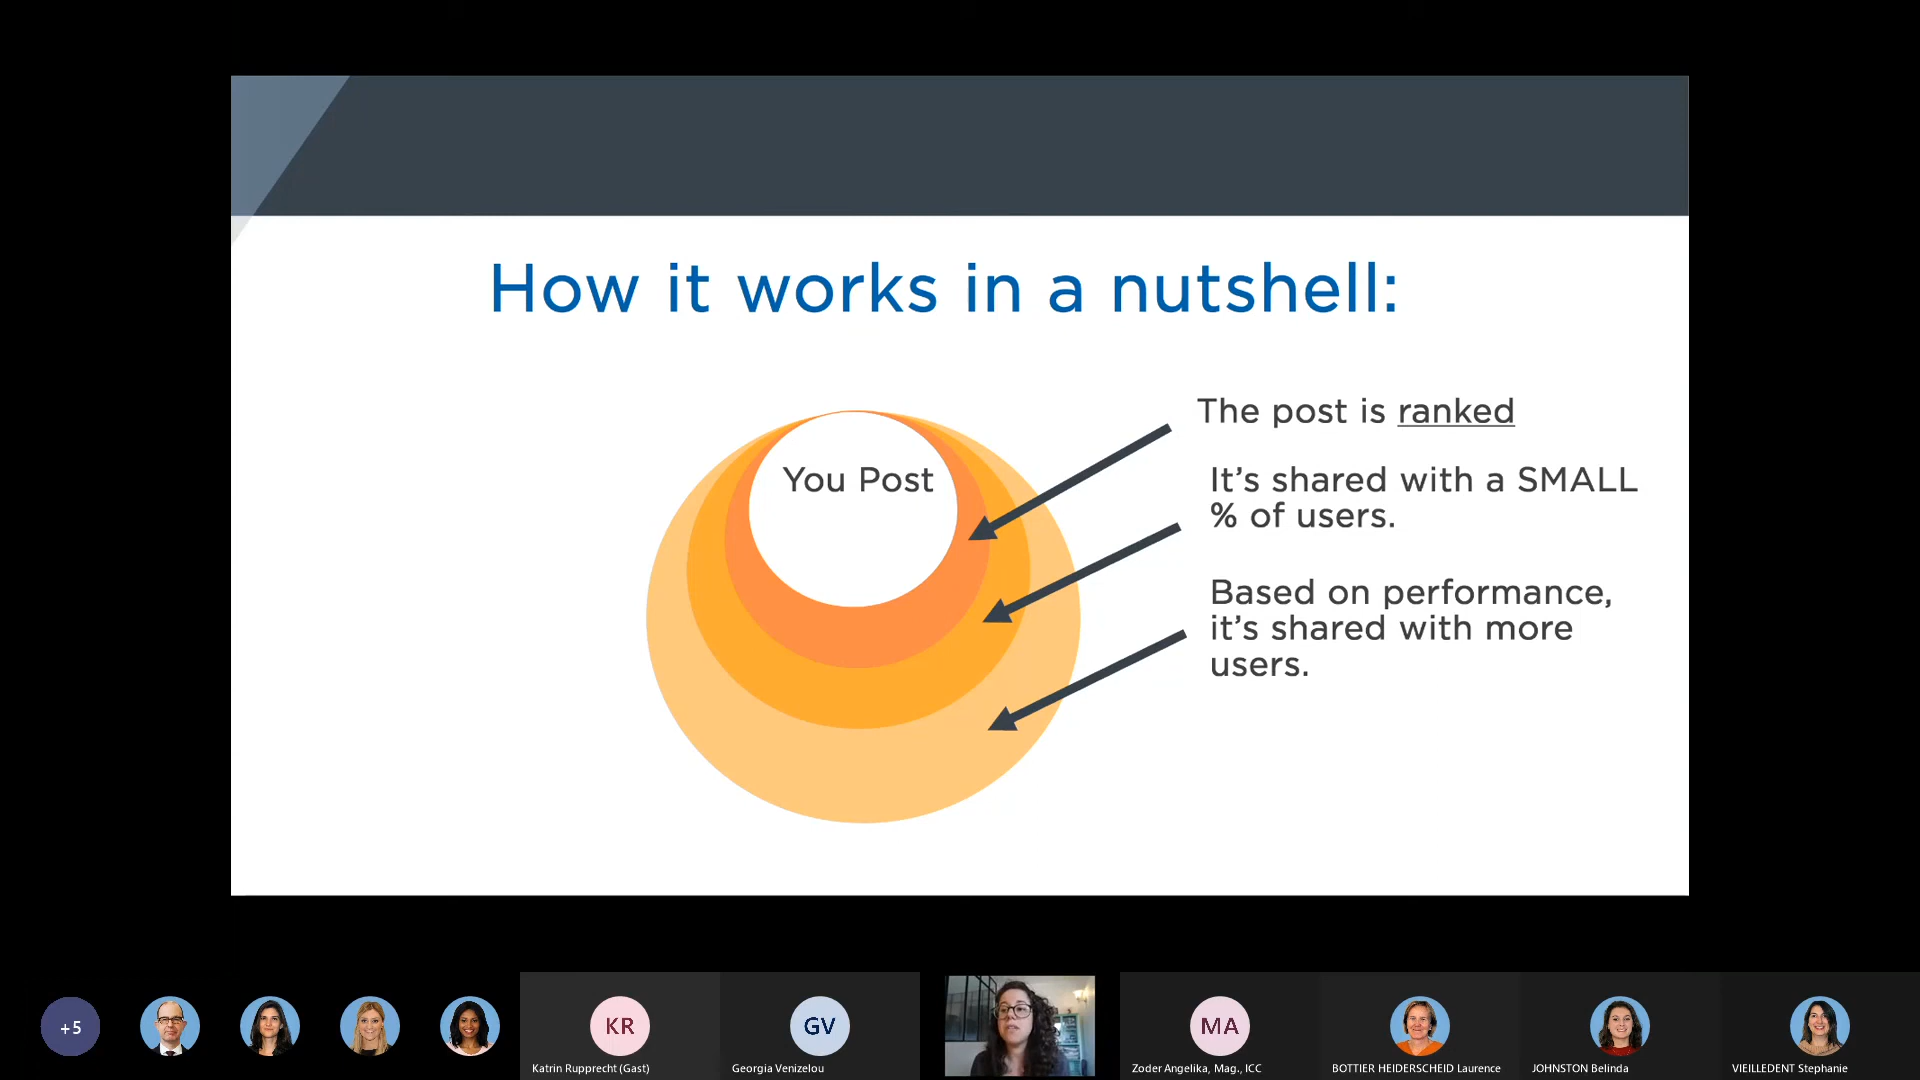 How it works in a nutshell:
You Post
The post is ranked
It’s shared with a SMALL
% of users.
Based on performance,
it’s shared with more
users.
+5
KR
Katrin Rupprecht (Gast)
GV
Georgia Venizelou
MA
Zoder Angelika, Mag., ICC
BOTTIER HEIDERSCHEID Laurence
JOHNSTON Belinda
VIEILLEDENT Stephanie